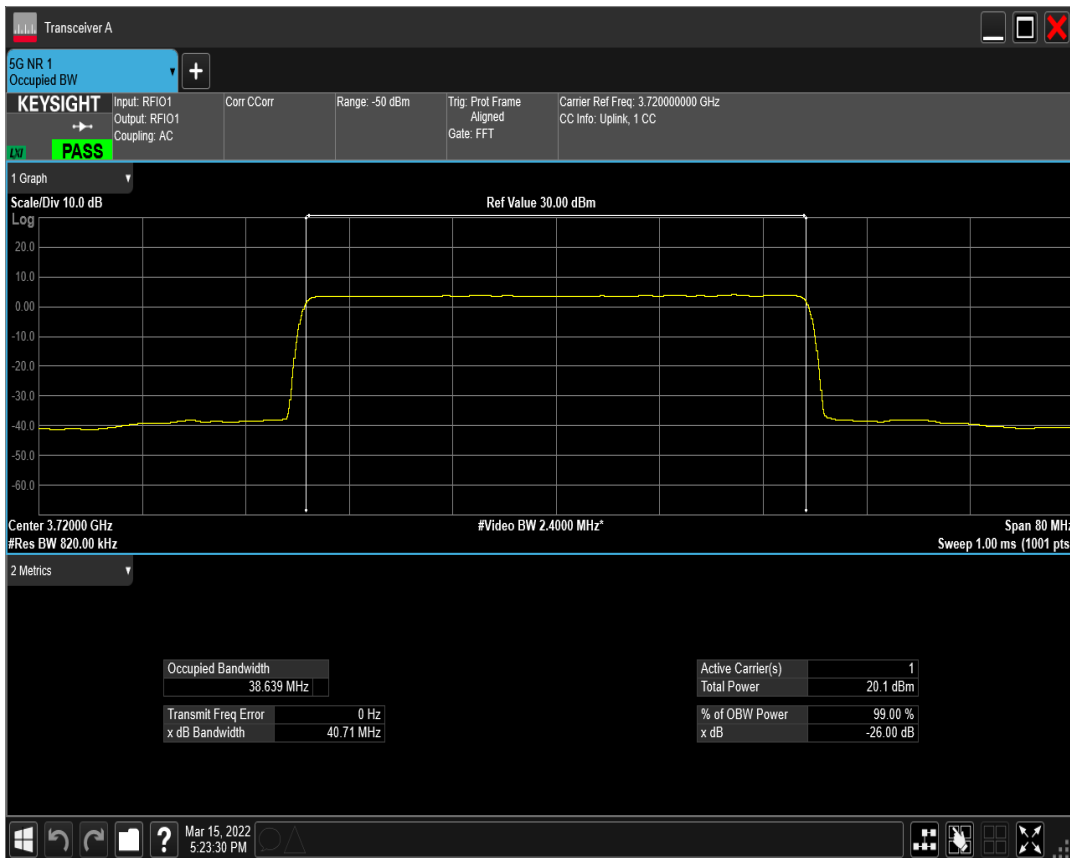 Transceiver A
5G NR 1
Occupied BW
KEYSIGHT
LXI
PASS
Input: RFIO1
Output: RFIO1
Coupling: AC
Corr CCorr
Range: -50 dBm
Trig: Prot Frame
Aligned
Gate: FFT
Carrier Ref Freq: 3.720000000 GHz
CC Info: Uplink, 1 CC
1 Graph
Scale/Div 10.0 dB
Ref Value 30.00 dBm
Log
20.0
10.0
0.00
-10.0
-20.0
-30.0
-40.0
-50.0
-60.0
Center 3.72000 GHz
#Video BW 2.4000 MHz*
Span 80 MHz
#Res BW 820.00 kHz
Sweep 1.00 ms (1001 pts
2 Metrics
Occupied Bandwidth
38.639 MHz
Transmit Freq Error 0 Hz
x dB Bandwidth 40.71 MHz
Active Carrier(s) 1
Total Power 20.1 dBm
% of OBW Power 99.00 %
x dB -26.00 dB
?
Mar 15, 2022
5:23:30 PM